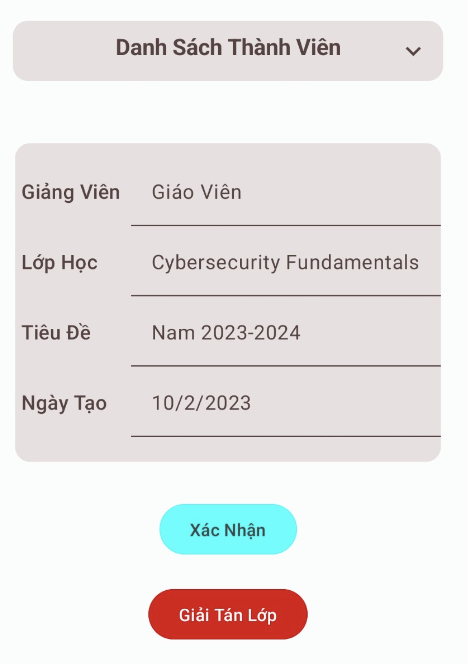 Danh Sách Thành Viên
Giảng Viên Giáo Viên
Lớp Học Cybersecurity Fundamentals
Tiêu Đề Nam 2023-2024
Ngày Tạo 10/2/2023
Xác Nhận
Giải Tán Lớp